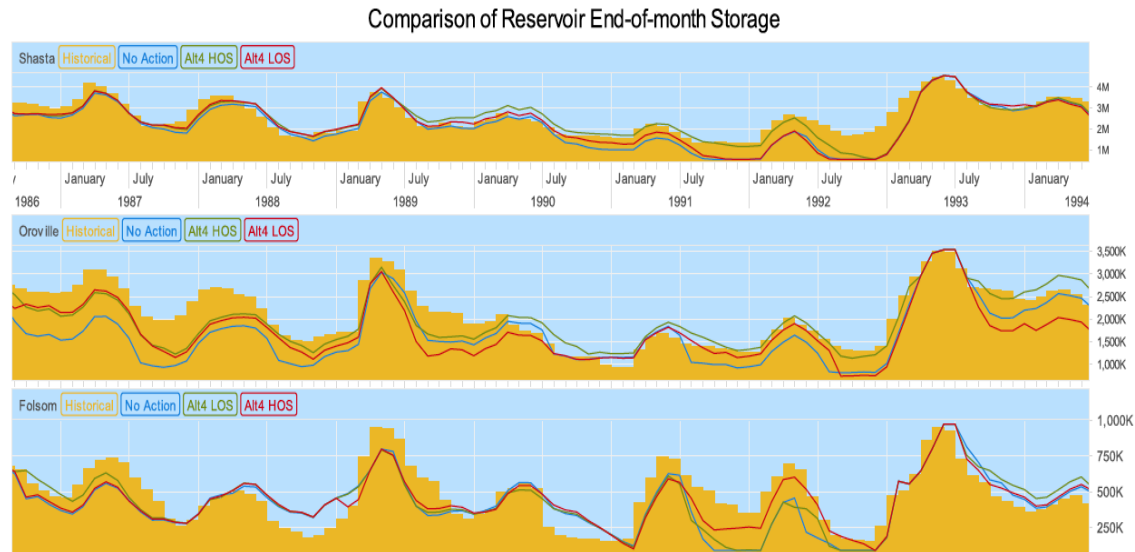 Comparison of Reservoir End-of-month Storage
Shasta Historical No Action Alt4 HOS Alt4 LOS
4M
3M
2M
1M
January July January July January July January July January July January July January July January
1986 1987 1988 1989 1990 1991 1992 1993 1994
Oroville Historical No Action Alt4 HOS Alt4 LOS
3,500K
3,000K
2,500K
2,000K
1,500K
1,000K
Folsom Historical No Action Alt4 LOS Alt4 HOS
1,000K
750K
500K
250K